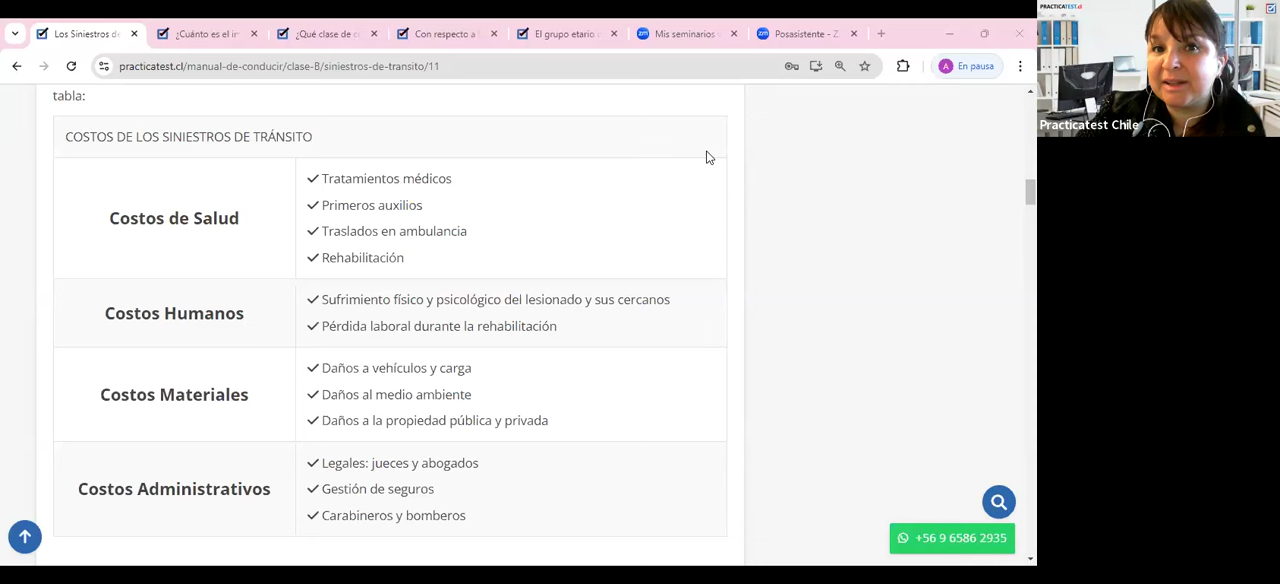 Los Siniestros de
¿Cuánto es el in
¿Qué clase de c
Con respecto a
El grupo etario d
zm Mis seminarios
zm Posasistente - Z
practicatest.cl/manual-de-conducir/clase-B/siniestros-de-transito/11
A En pausa
PRACTICATEST.cl
Practicatest Chile
tabla:
COSTOS DE LOS SINIESTROS DE TRÁNSITO
Costos de Salud
Tratamientos médicos
Primeros auxilios
Traslados en ambulancia
Rehabilitación
Costos Humanos
Sufrimiento físico y psicológico del lesionado y sus cercanos
Pérdida laboral durante la rehabilitación
Costos Materiales
Daños a vehículos y carga
Daños al medio ambiente
Daños a la propiedad pública y privada
Costos Administrativos
Legales: jueces y abogados
Gestión de seguros
Carabineros y bomberos
+56 9 6586 2935